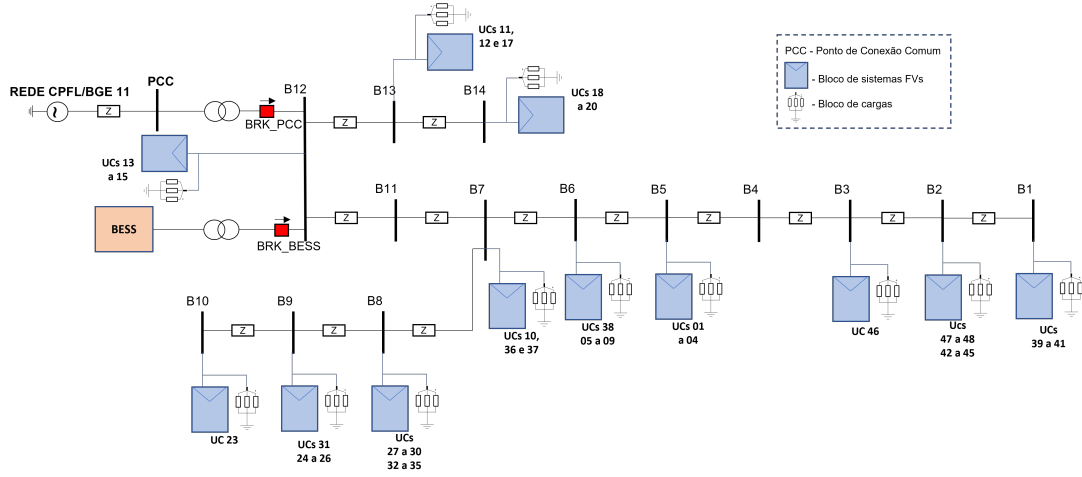 UCs 11,
12 e 17
PCC - Ponto de Conexão Comum
- Bloco de sistemas FVs
- Bloco de cargas
REDE CPFL/BGE 11
PCC
B12
B13
B14
UCs 18
a 20
Z
BRK_PCC
Z
Z
UCs 13
a 15
B11
B7
B6
B5
B4
B3
B2
B1
Z
Z
Z
Z
Z
Z
Z
Z
BESS
BRK_BESS
B10
B9
B8
Z
Z
Z
UCs 10,
36 e 37
UCs 38
05 a 09
UCs 01
a 04
UC 46
Ucs
47 a 48
42 a 45
UCs
39 a 41
UC 23
UCs 31
24 a 26
UCs
27 a 30
32 a 35